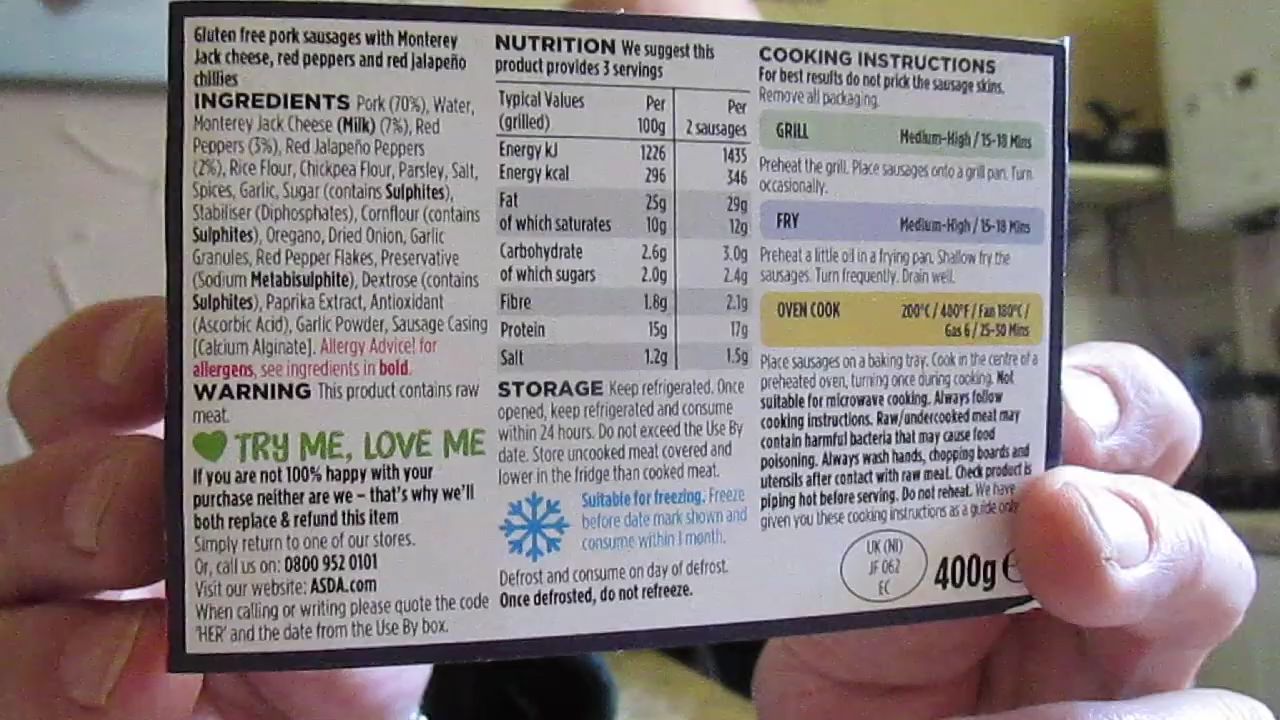 Gluten free pork sausages with Monterey
Jack cheese, red peppers and red jalapeño
chillies
INGREDIENTS Pork (70%), Water,
Monterey Jack Cheese (Milk) (7%), Red
Peppers (3%), Red Jalapeño Peppers
(2%), Rice Flour, Chickpea Flour, Parsley, Salt,
Spices, Garlic, Sugar (contains Sulphites),
Stabiliser (Diphosphates), Cornflour (contains
Sulphites), Oregano, Dried Onion, Garlic
Granules, Red Pepper Flakes, Preservative
(Sodium Metabisulphite), Dextrose (contains
Sulphites), Paprika Extract, Antioxidant
(Ascorbic Acid), Garlic Powder, Sausage Casing
[Calcium Alginate]. Allergy Advice! for
allergens, see ingredients in bold.
WARNING This product contains raw
meat.
TRY ME, LOVE ME
If you are not 100% happy with your
purchase neither are we – that's why we'll
both replace & refund this item
Simply return to one of our stores.
Or, call us on: 0800 952 0101
Visit our website: ASDA.com
When calling or writing please quote the code
'HER' and the date from the Use By box.
NUTRITION We suggest this
product provides 3 servings
Typical Values Per Per
(grilled) 100g 2 sausages
Energy kJ 1226 1435
Energy kcal 296 346
Fat 25g 29g
of which saturates 10g 12g
Carbohydrate 2.6g 3.0g
of which sugars 2.0g 2.4g
Fibre 1.8g 2.1g
Protein 15g 17g
Salt 1.2g 1.5g
STORAGE Keep refrigerated. Once
opened, keep refrigerated and consume
within 24 hours. Do not exceed the Use By
date. Store uncooked meat covered and
lower in the fridge than cooked meat.
Suitable for freezing. Freeze
before date mark shown and
consume within 1 month.
Defrost and consume on day of defrost.
Once defrosted, do not refreeze.
COOKING INSTRUCTIONS
For best results do not prick the sausage skins.
Remove all packaging.
GRILL Medium-High / 15-18 Mins
Preheat the grill. Place sausages onto a grill pan. Turn
occasionally.
FRY Medium-High / 15-18 Mins
Preheat a little oil in a frying pan. Shallow fry the
sausages. Turn frequently. Drain well.
OVEN COOK 200°C / 400°F / Fan 180°C /
Gas 6 / 25-30 Mins
Place sausages on a baking tray. Cook in the centre of a
preheated oven, turning once during cooking. Not
suitable for microwave cooking. Always follow
cooking instructions. Raw/undercooked meat may
contain harmful bacteria that may cause food
poisoning. Always wash hands, chopping boards and
utensils after contact with raw meat. Check product is
piping hot before serving. Do not reheat. We have
given you these cooking instructions as a guide only.
UK (NI)
JF 062
EC
400g e